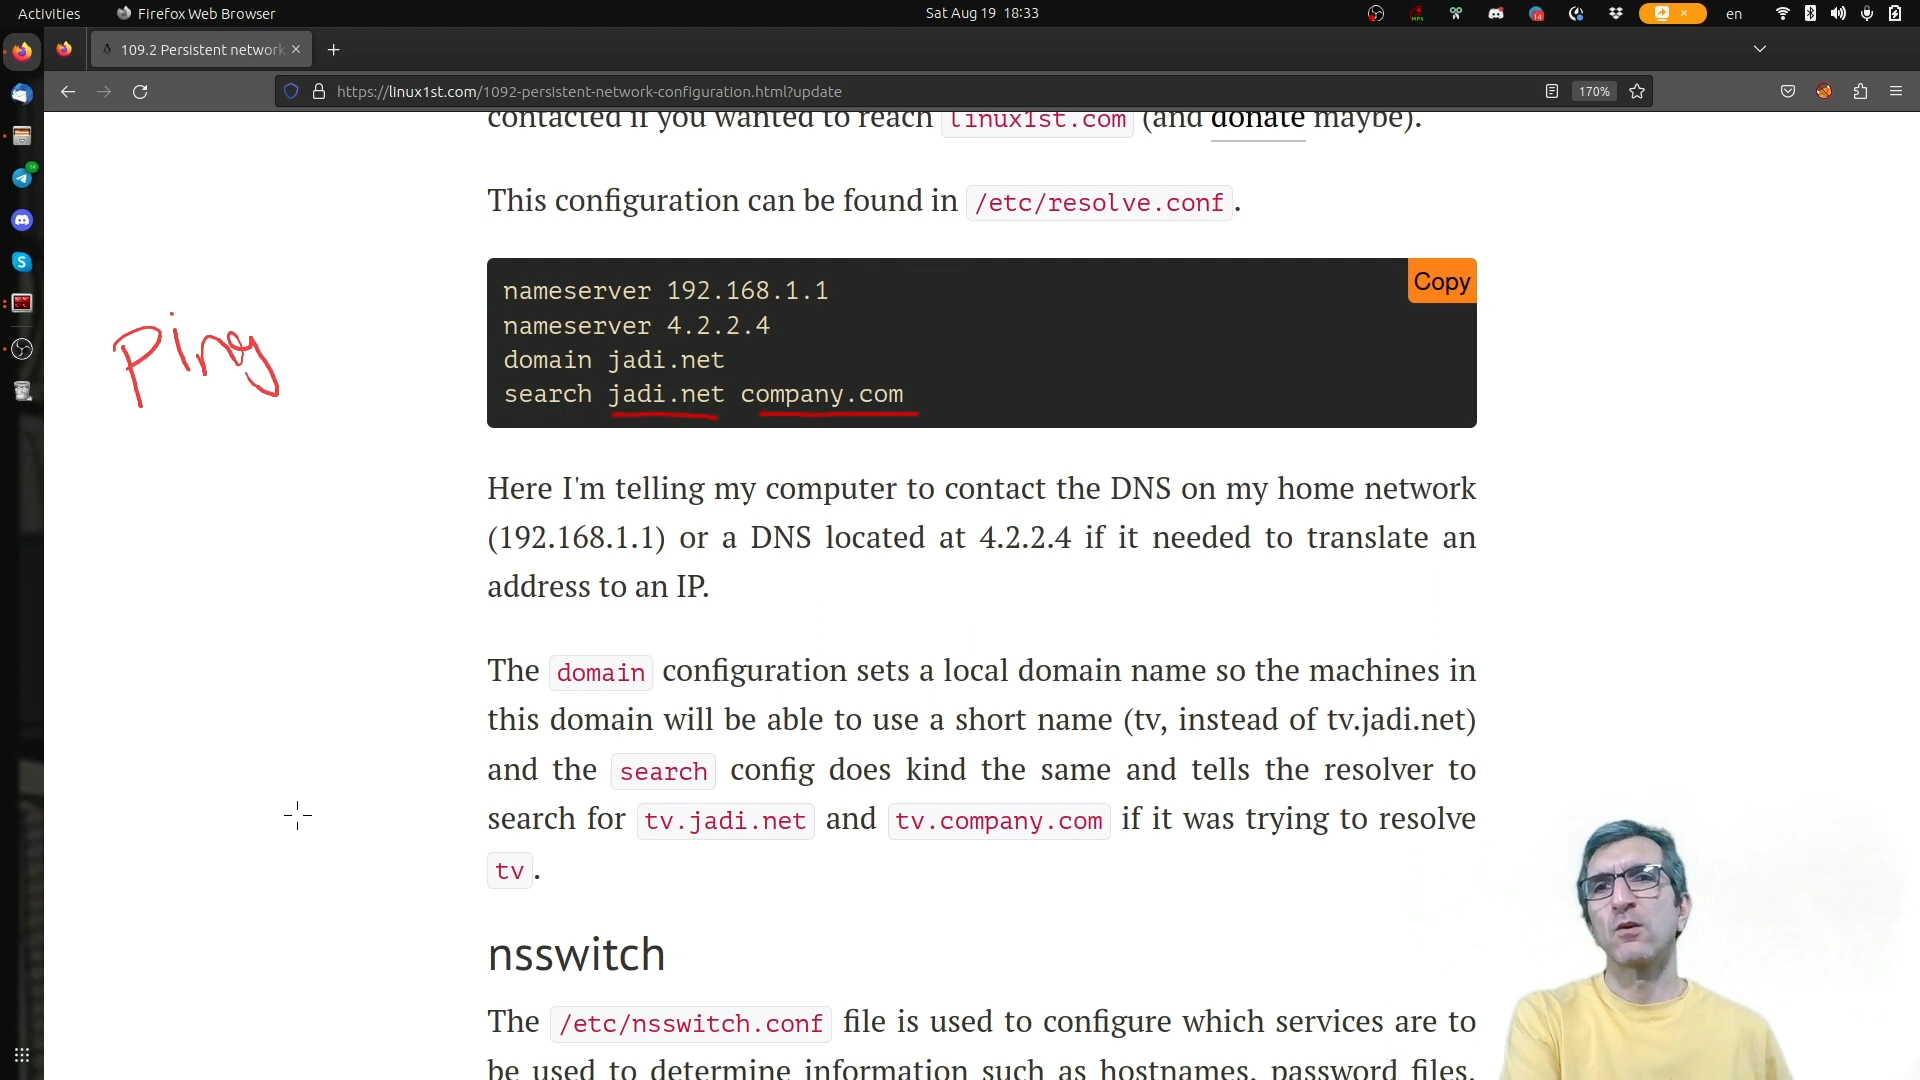 Activities
Firefox Web Browser
Sat Aug 19 18:33
en
109.2 Persistent network
https://linux1st.com/1092-persistent-network-configuration.html?update
170%
contacted if you wanted to reach linux1st.com (and donate maybe).
This configuration can be found in /etc/resolve.conf.
Copy
nameserver 192.168.1.1
nameserver 4.2.2.4
domain jadi.net
search jadi.net company.com
Ping
Here I'm telling my computer to contact the DNS on my home network
(192.168.1.1) or a DNS located at 4.2.2.4 if it needed to translate an
address to an IP.
The domain configuration sets a local domain name so the machines in
this domain will be able to use a short name (tv, instead of tv.jadi.net)
and the search config does kind the same and tells the resolver to
search for tv.jadi.net and tv.company.com if it was trying to resolve
tv.
nsswitch
The /etc/nsswitch.conf file is used to configure which services are to
be used to determine information such as hostnames, password files,